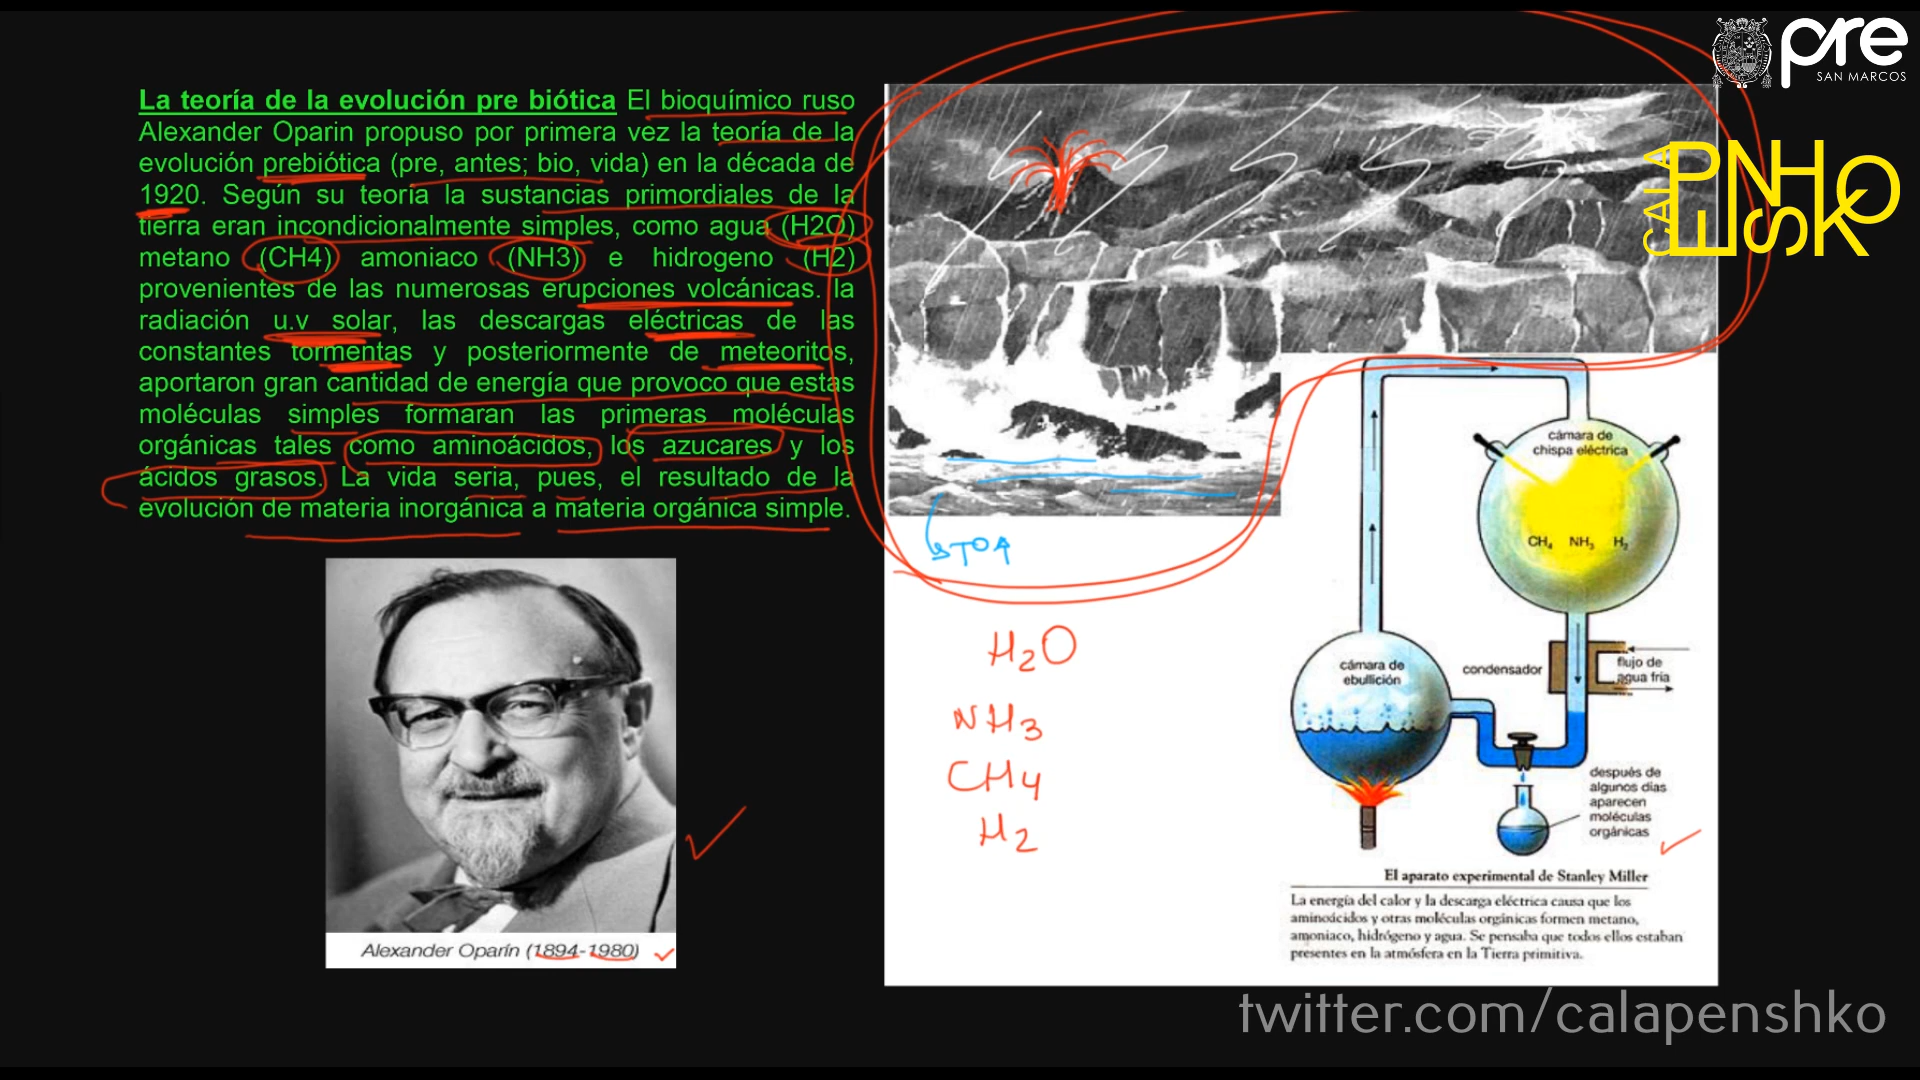 La teoría de la evolución pre biótica El bioquímico ruso
Alexander Oparin propuso por primera vez la teoría de la
evolución prebiótica (pre, antes; bio, vida) en la década de
1920. Según su teoría la sustancias primordiales de la
tierra eran incondicionalmente simples, como agua (H2O)
metano (CH4) amoniaco (NH3) e hidrogeno (H2)
provenientes de las numerosas erupciones volcánicas. la
radiación u.v solar, las descargas eléctricas de las
constantes tormentas y posteriormente de meteoritos,
aportaron gran cantidad de energía que provoco que estas
moléculas simples formaran las primeras moléculas
orgánicas tales como aminoácidos, los azucares y los
ácidos grasos. La vida seria, pues, el resultado de la
evolución de materia inorgánica a materia orgánica simple.
Alexander Oparín (1894-1980)
H2O
NH3
CH4
H2
cámara de
chispa eléctrica
CH4 NH3 H2
cámara de
ebullición
condensador
flujo de
agua fria
después de
algunos días
aparecen
moléculas
orgánicas
El aparato experimental de Stanley Miller
La energía del calor y la descarga eléctrica causa que los
aminoácidos y otras moléculas orgánicas formen metano,
amoniaco, hidrógeno y agua. Se pensaba que todos ellos estaban
presentes en la atmósfera en la Tierra primitiva.
pre
SAN MARCOS
CALA
PENSHKO
twitter.com/calapenshko